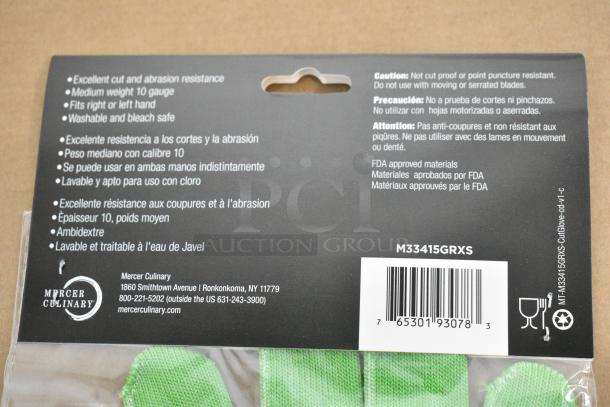 • Excellent cut and abrasion resistance
• Medium weight 10 gauge
• Fits right or left hand
• Washable and bleach safe
• Excelente resistencia a los cortes y la abrasión
• Peso mediano con calibre 10
• Se puede usar en ambas manos indistintamente
• Lavable y apto para uso con cloro
• Excellente résistance aux coupures et à l'abrasion
• Èpaisseur 10, poids moyen
• Ambidextre
• Lavable et traitable à l'eau de Javel
Caution: Not cut proof or point puncture resistant.
Do not use with moving or serrated blades.
Precaución: No a prueba de cortes ni pinchazos.
No utilizar con hojas motorizadas o aserradas.
Attention: Pas anti-coupures et non résistant aux
piqûres. Ne pas utiliser avec des lames en mouvement
ou denté.
FDA approved materials
Materiales aprobados por FDA
Matériaux approuvés par le FDA
PCI
AUCTION GROUP
MERCER
CULINARY
Mercer Culinary
1860 Smithtown Avenue | Ronkonkoma, NY 11779
800-221-5202 (outside the US 631-243-3900)
mercerculinary.com
M33415GRXS
7 65301 93078 3
MT-M33415GRXS-CutGlove-cd-v1-c